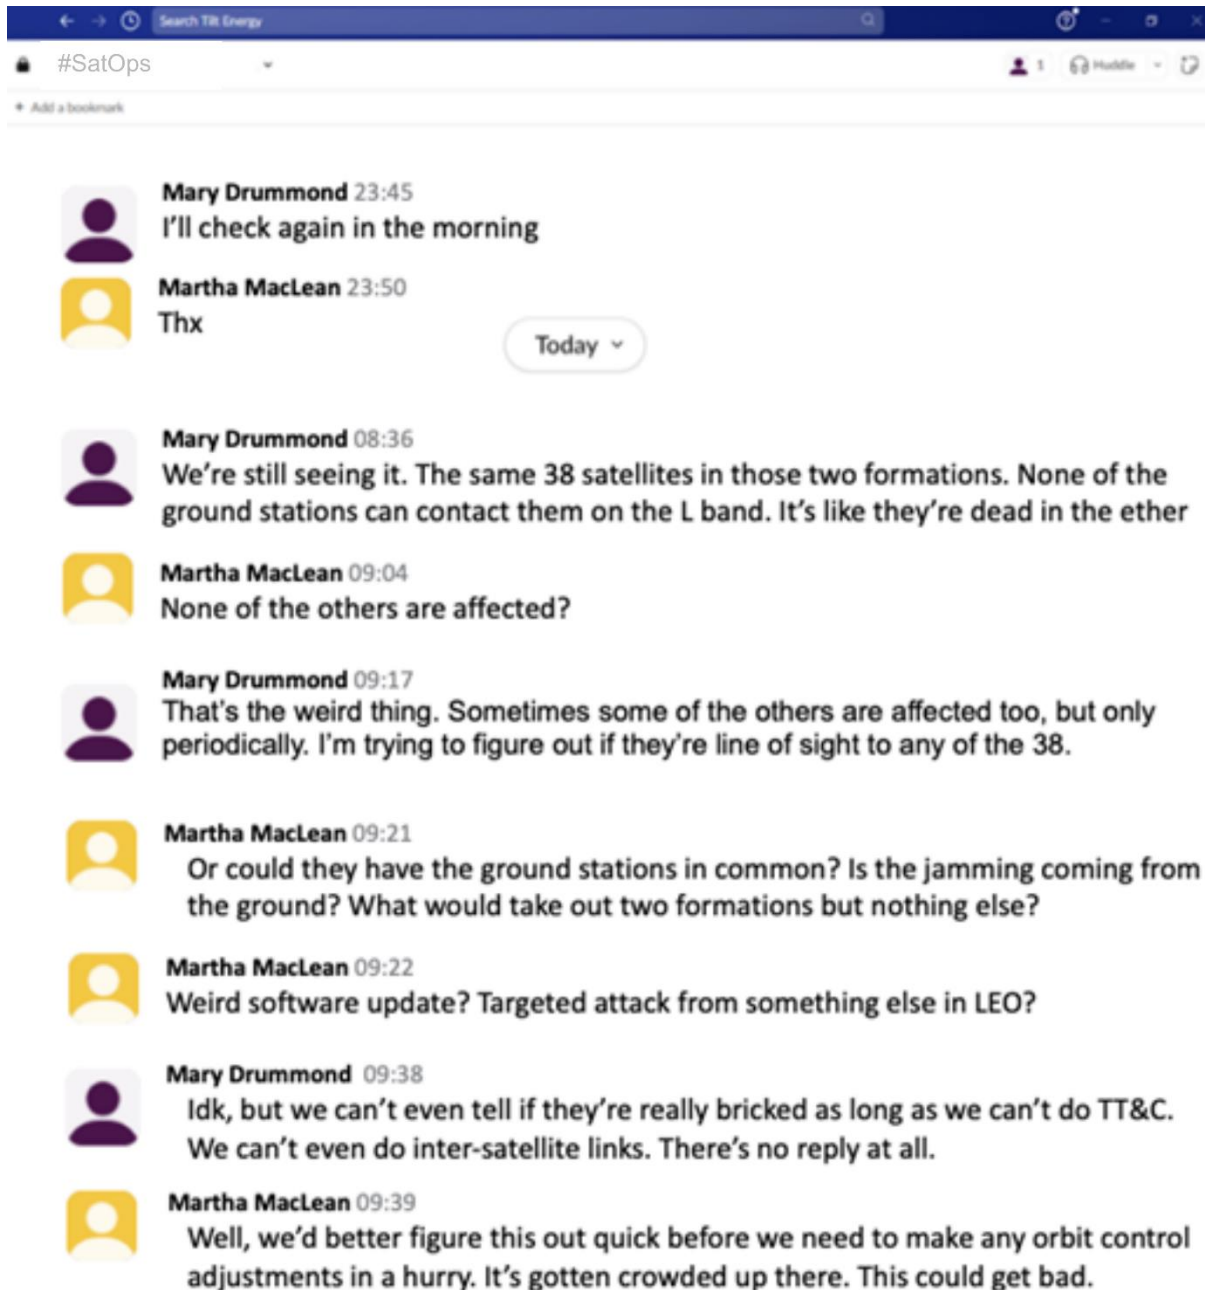 Search Tilt Energy
#SatOps
1
Huddle
+ Add a bookmark
Mary Drummond 23:45
I'll check again in the morning
Martha MacLean 23:50
Thx
Today
Mary Drummond 08:36
We're still seeing it. The same 38 satellites in those two formations. None of the
ground stations can contact them on the L band. It's like they're dead in the ether
Martha MacLean 09:04
None of the others are affected?
Mary Drummond 09:17
That's the weird thing. Sometimes some of the others are affected too, but only
periodically. I'm trying to figure out if they're line of sight to any of the 38.
Martha MacLean 09:21
Or could they have the ground stations in common? Is the jamming coming from
the ground? What would take out two formations but nothing else?
Martha MacLean 09:22
Weird software update? Targeted attack from something else in LEO?
Mary Drummond 09:38
Idk, but we can't even tell if they're really bricked as long as we can't do TT&C.
We can't even do inter-satellite links. There's no reply at all.
Martha MacLean 09:39
Well, we'd better figure this out quick before we need to make any orbit control
adjustments in a hurry. It's gotten crowded up there. This could get bad.